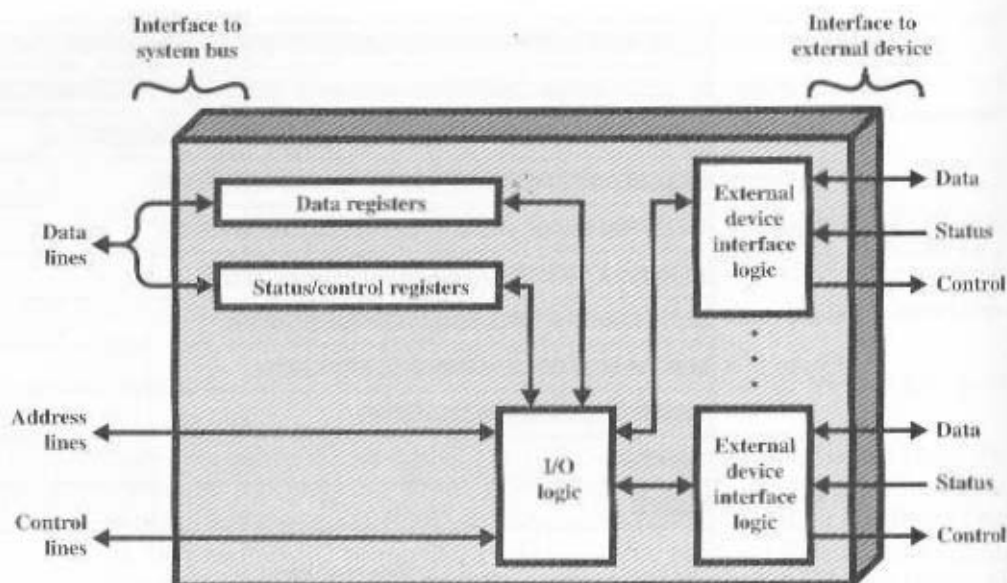 Interface to
system bus
Interface to
external device
Data registers
Status/control registers
Data
lines
Address
lines
Control
lines
I/O
logic
External
device
interface
logic
Data
Status
Control
External
device
interface
logic
Data
Status
Control